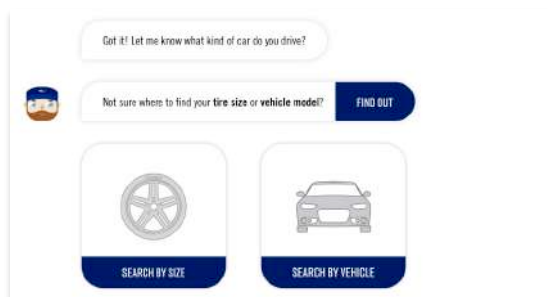 Got it! Let me know what kind of car do you drive?
Not sure where to find your tire size or vehicle model?
FIND OUT
SEARCH BY SIZE
SEARCH BY VEHICLE